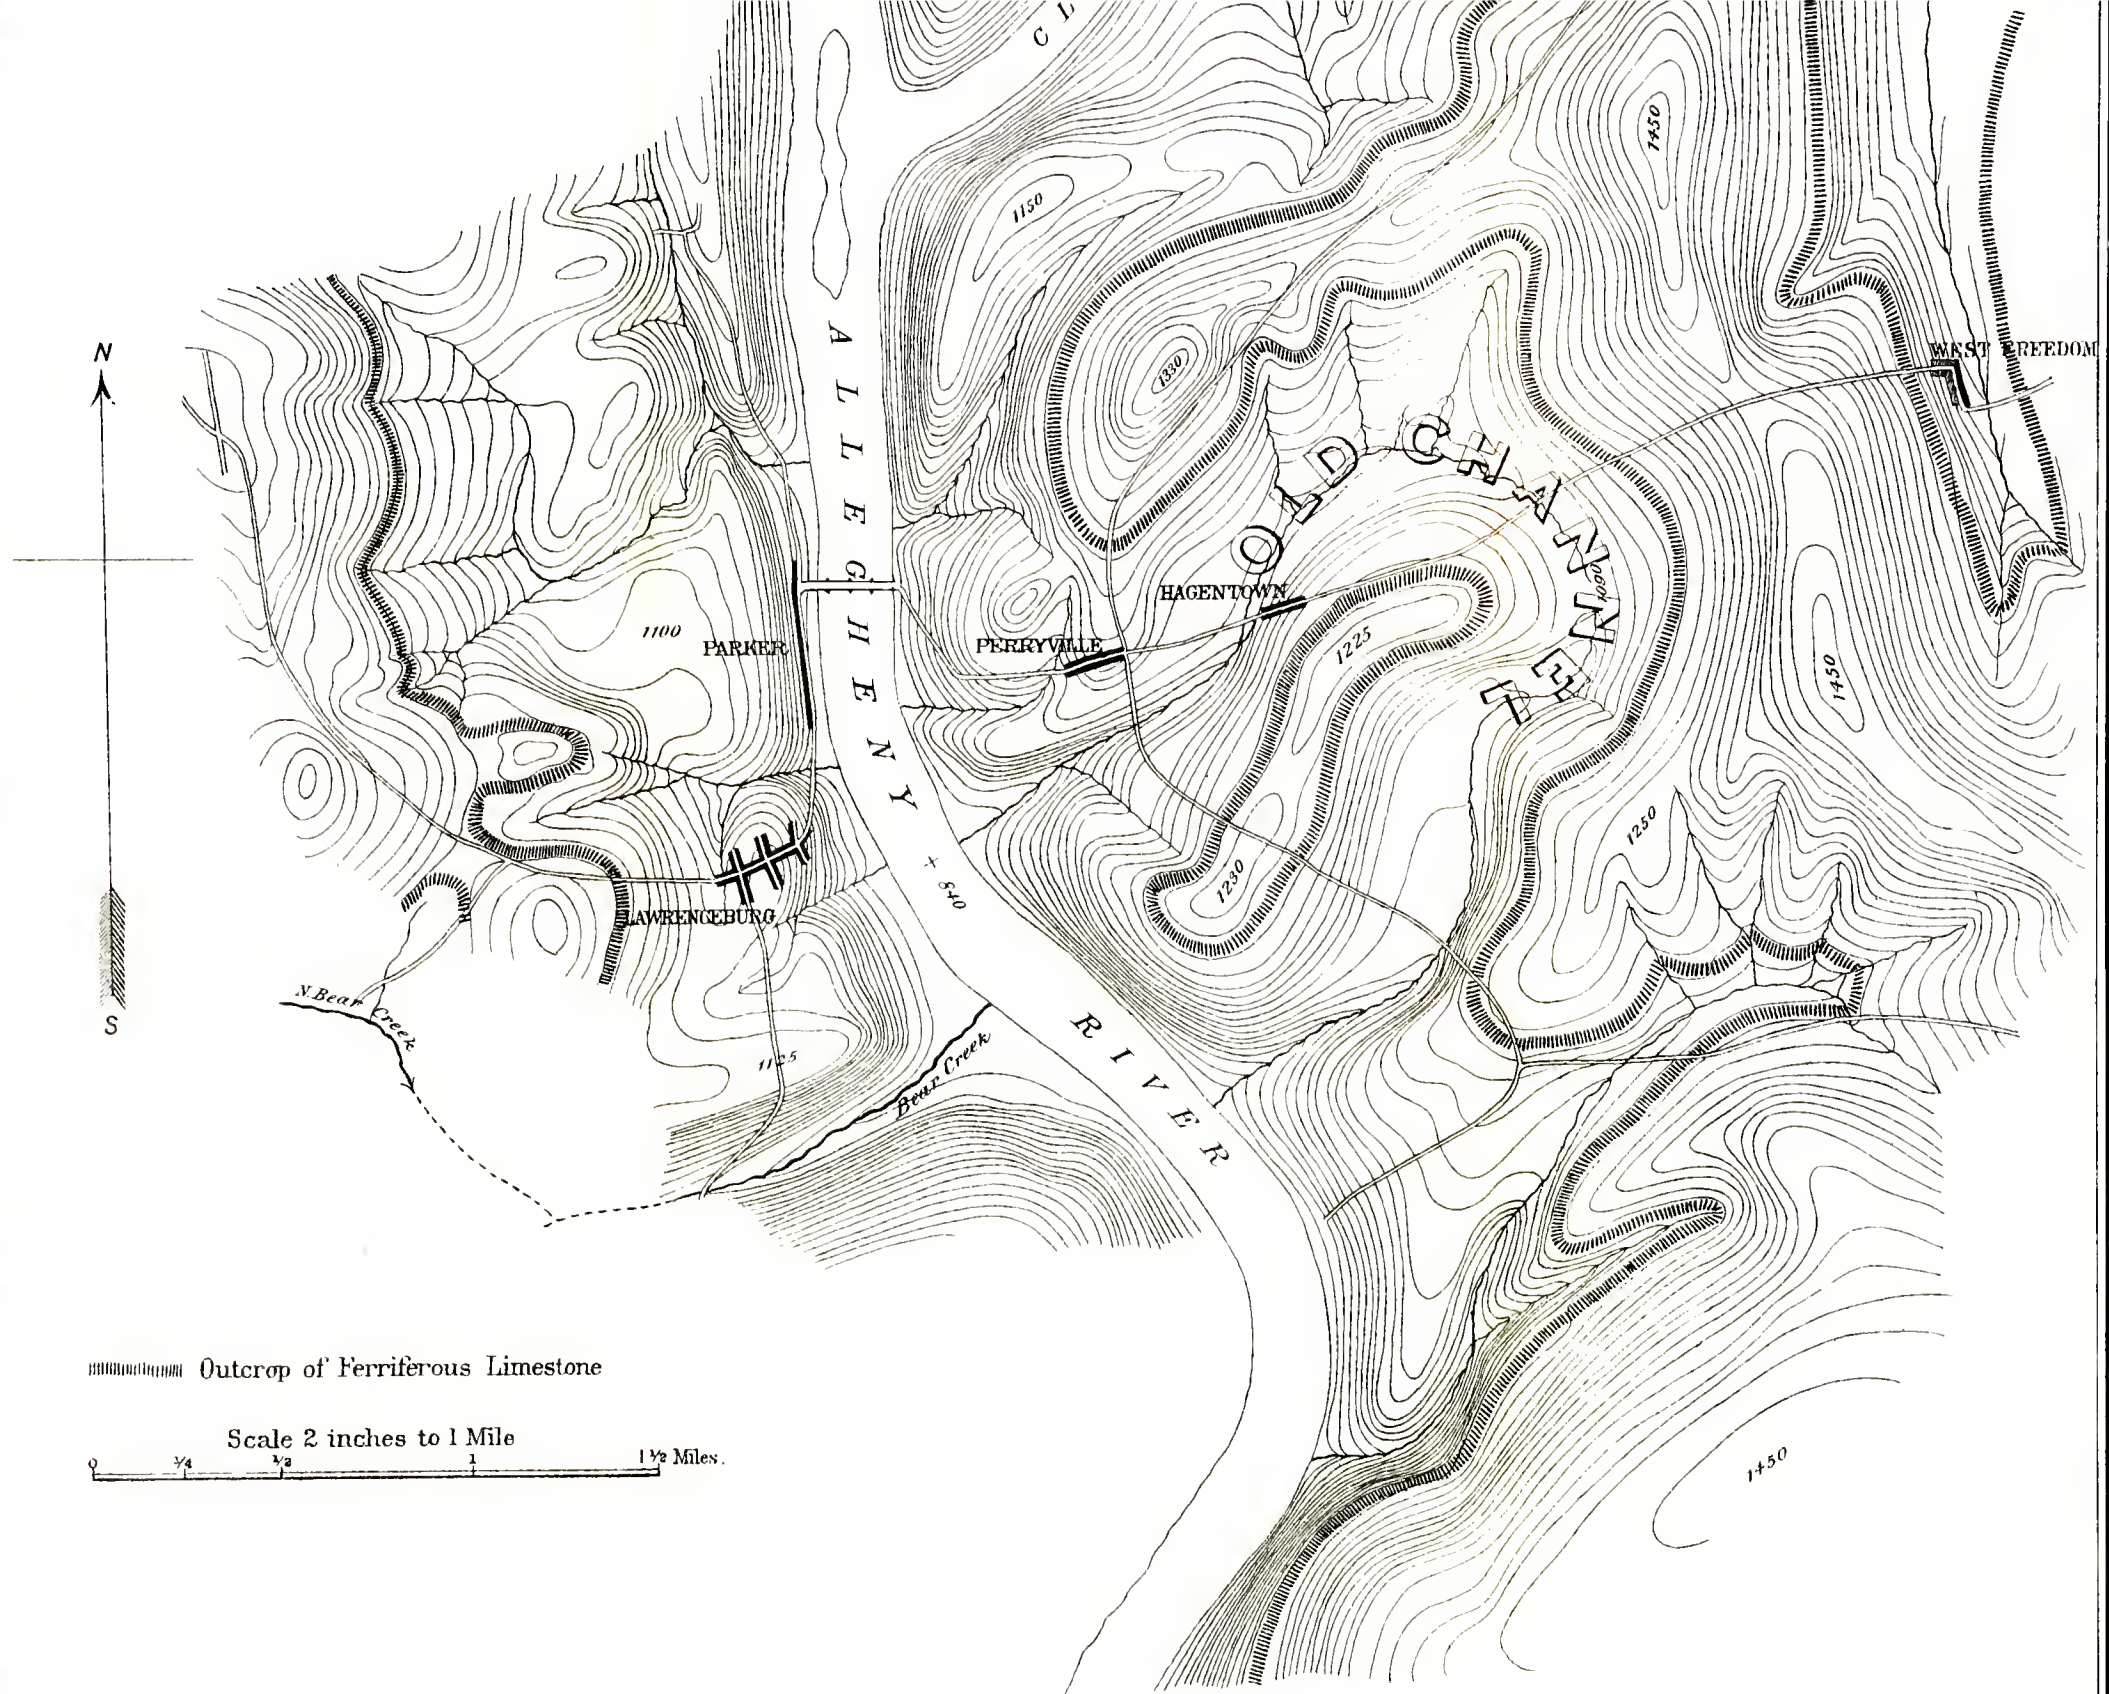 C L
1450
1150
ALLEGHENY
N
WEST FREEDOM
1330
OLD CHANNEL
HAGENTOWN
1100
PARKER
PERRYVILLE
1225
1450
1250
+ 840
1230
LAWRENCEBURG
N. Bear Creek
RIVER
S
1125
Bear Creek
Outcrop of Ferriferous Limestone
Scale 2 inches to 1 Mile
0 1/4 1/2 1 1 1/2 Miles.
1450